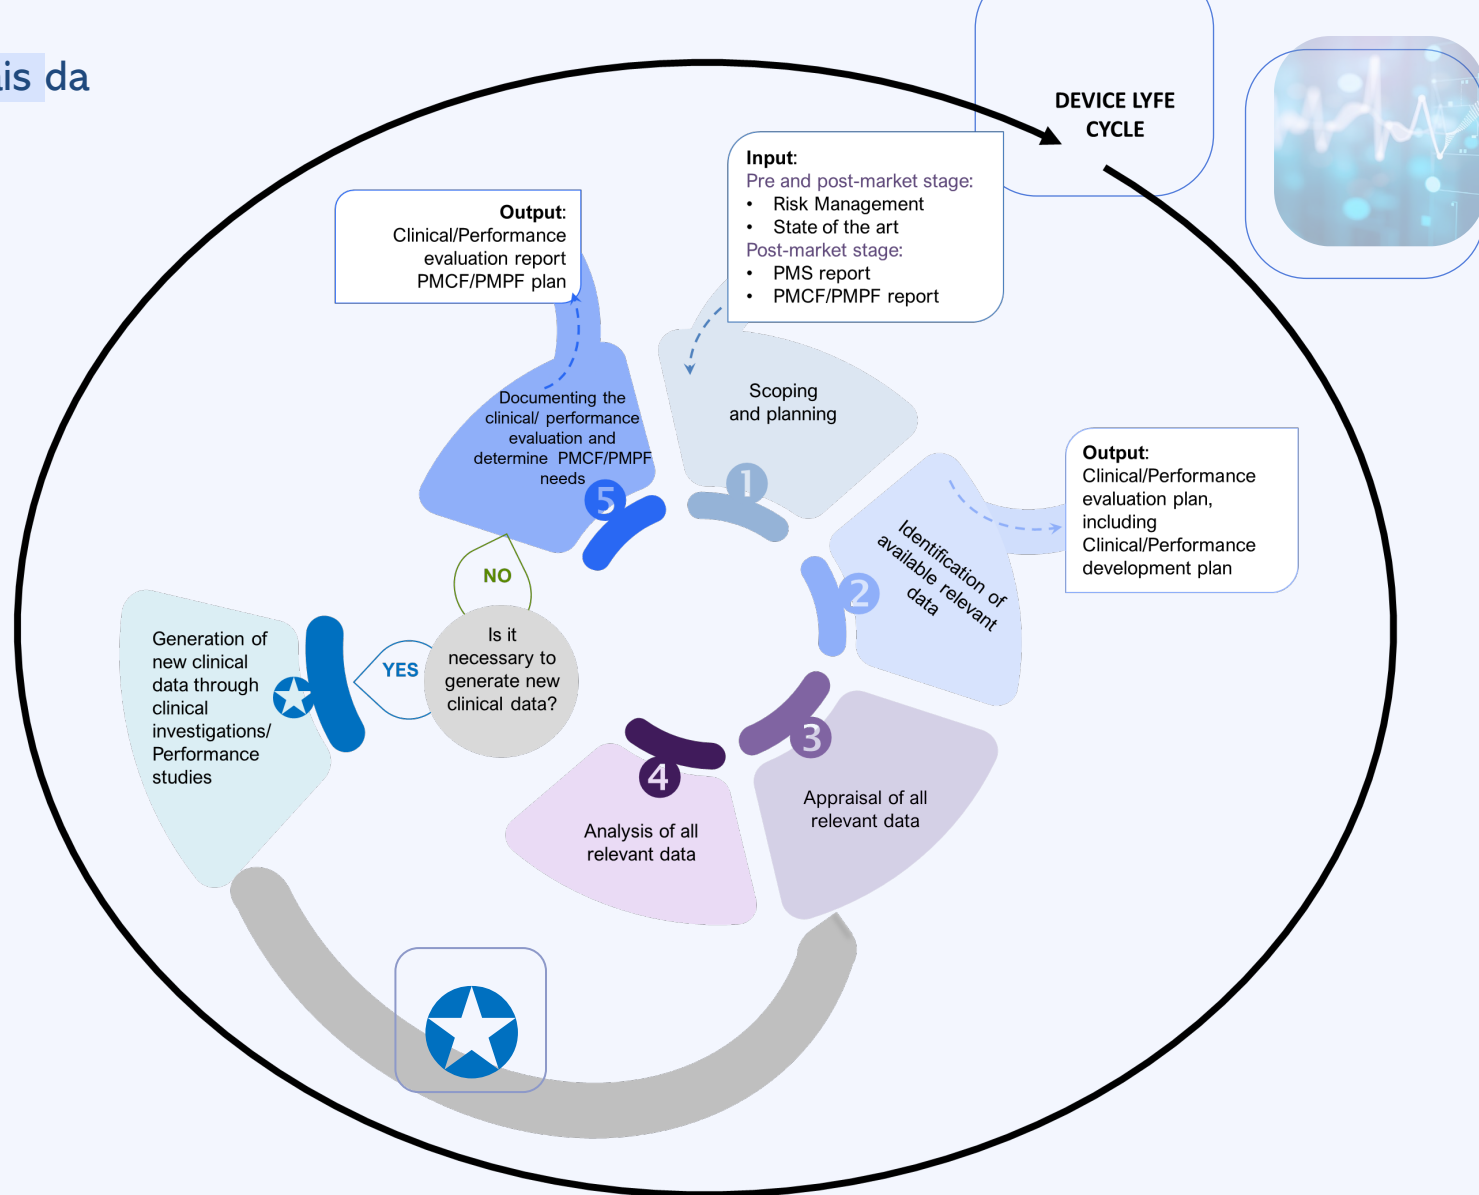 is da
DEVICE LYFE
CYCLE
Input:
Pre and post-market stage:
• Risk Management
• State of the art
Post-market stage:
• PMS report
• PMCF/PMPF report
Output:
Clinical/Performance
evaluation report
PMCF/PMPF plan
Scoping
and planning
1
Output:
Clinical/Performance
evaluation plan,
including
Clinical/Performance
development plan
Identification of
available relevant
data
2
Appraisal of all
relevant data
3
Analysis of all
relevant data
4
Is it
necessary to
generate new
clinical data?
NO
YES
Documenting the
clinical/ performance
evaluation and
determine PMCF/PMPF
needs
5
Generation of
new clinical
data through
clinical
investigations/
Performance
studies